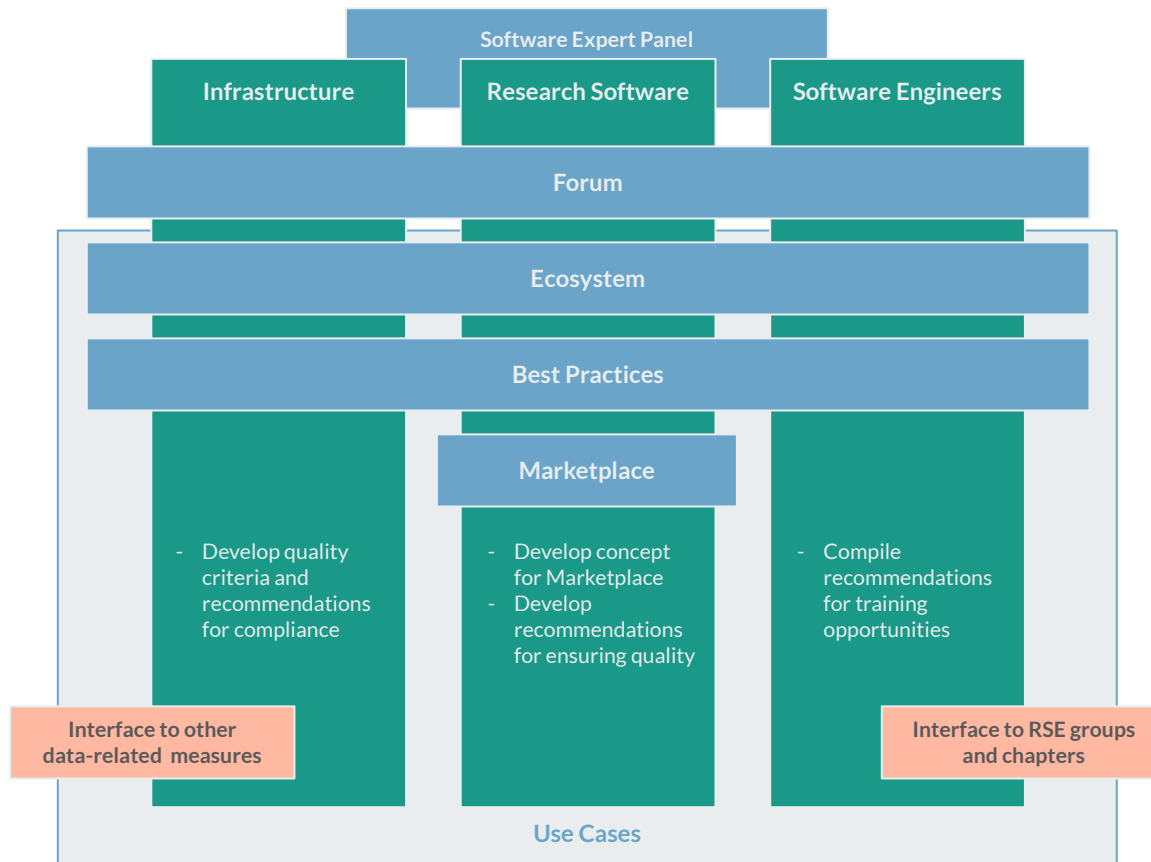 Software Expert Panel
Infrastructure
Research Software
Software Engineers
Forum
Ecosystem
Best Practices
Marketplace
- Develop quality
criteria and
recommendations
for compliance
- Develop concept
for Marketplace
- Develop
recommendations
for ensuring quality
- Compile
recommendations
for training
opportunities
Interface to other
data-related measures
Interface to RSE groups
and chapters
Use Cases